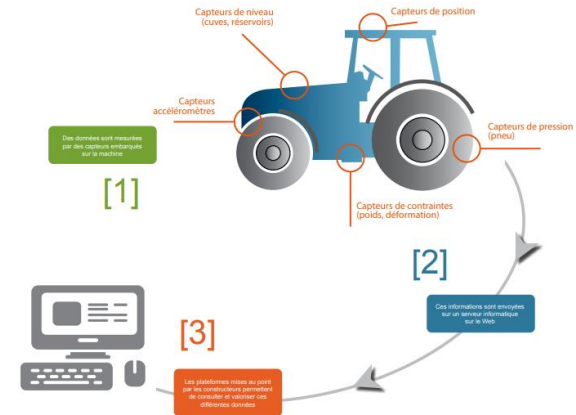 Capteurs de niveau
(cuves, réservoirs)
Capteurs de position
Capteurs
accéléromètres
Des données sont mesurées
par des capteurs embarqués
sur la machine
[1]
Capteurs de pression
(pneu)
Capteurs de contraintes
(poids, déformation)
[2]
Ces informations sont envoyées
sur un serveur informatique
sur le Web
[3]
Les plateformes mises au point
par les constructeurs permettent
de consulter et valoriser ces
différentes données